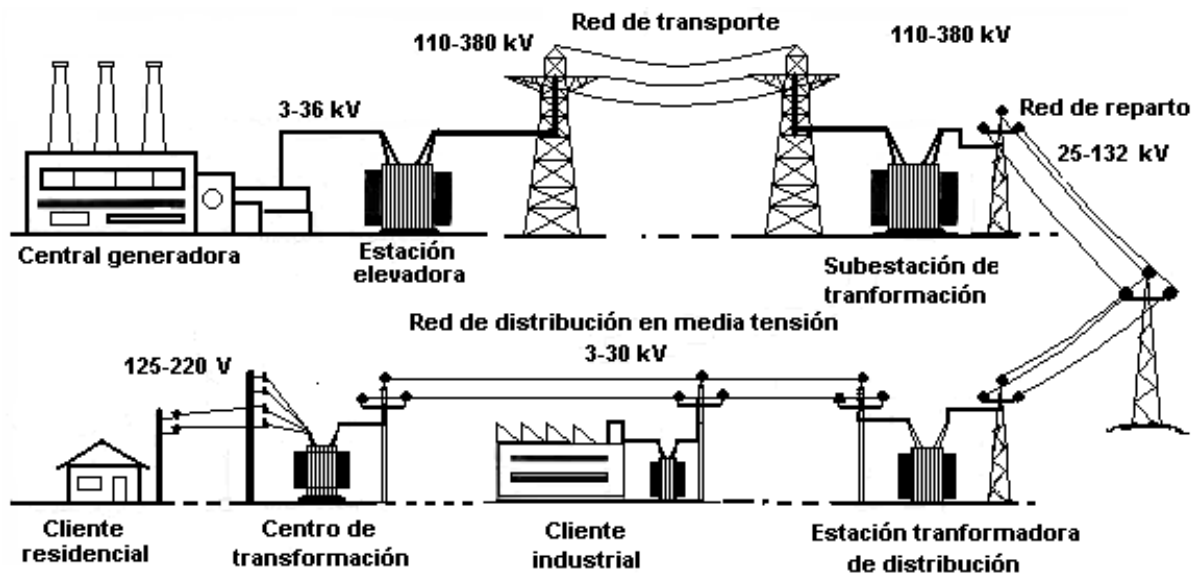 Red de transporte
110-380 kV
110-380 kV
3-36 kV
Red de reparto
25-132 kV
Central generadora
Estación
elevadora
Subestación de
tranformación
Red de distribución en media tensión
3-30 kV
125-220 V
Cliente
residencial
Centro de
transformación
Cliente
industrial
Estación tranformadora
de distribución